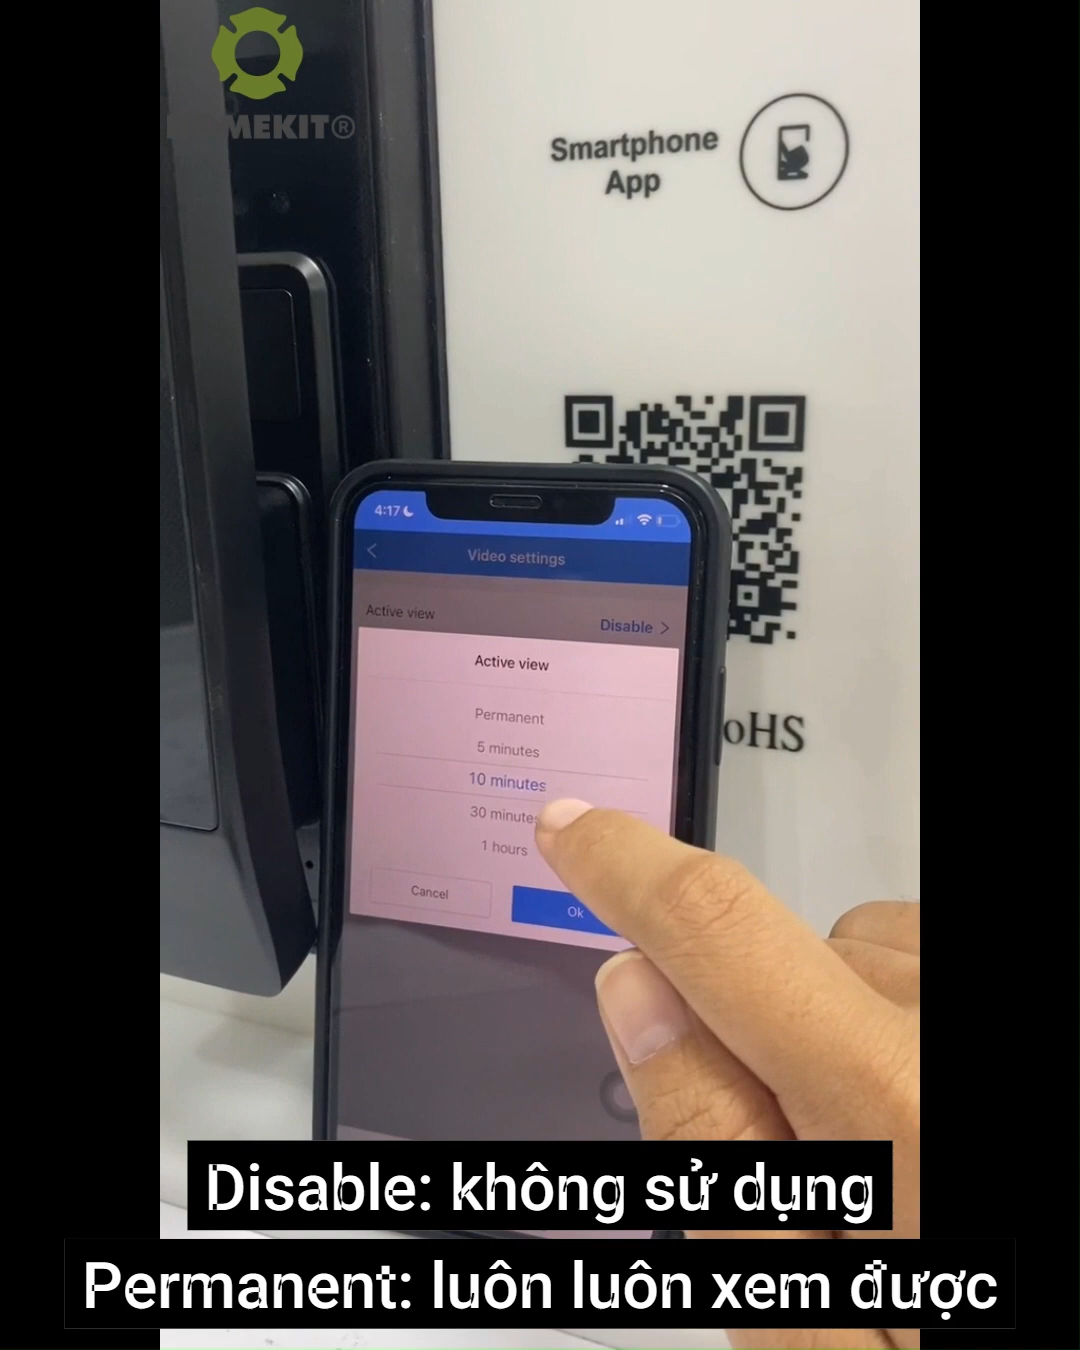 MEKIT®
Smartphone
App
4:17
Video settings
Active view
Disable >
Active view
Permanent
5 minutes
10 minutes
30 minutes
1 hours
Cancel
Ok
oHS
Disable: không sử dụng
Permanent: luôn luôn xem được